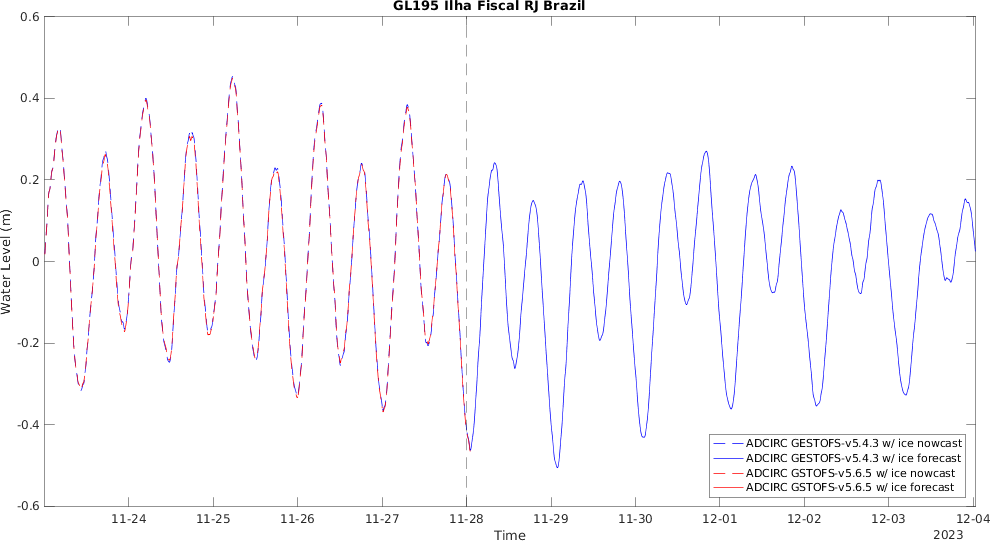 GL195 Ilha Fiscal RJ Brazil
Water Level (m)
0.6
0.4
0.2
0
-0.2
-0.4
-0.6
11-24
11-25
11-26
11-27
11-28
11-29
11-30
12-01
12-02
12-03
12-04
Time
2023
ADCIRC GESTOFS-v5.4.3 w/ ice nowcast
ADCIRC GESTOFS-v5.4.3 w/ ice forecast
ADCIRC GSTOFS-v5.6.5 w/ ice nowcast
ADCIRC GSTOFS-v5.6.5 w/ ice forecast